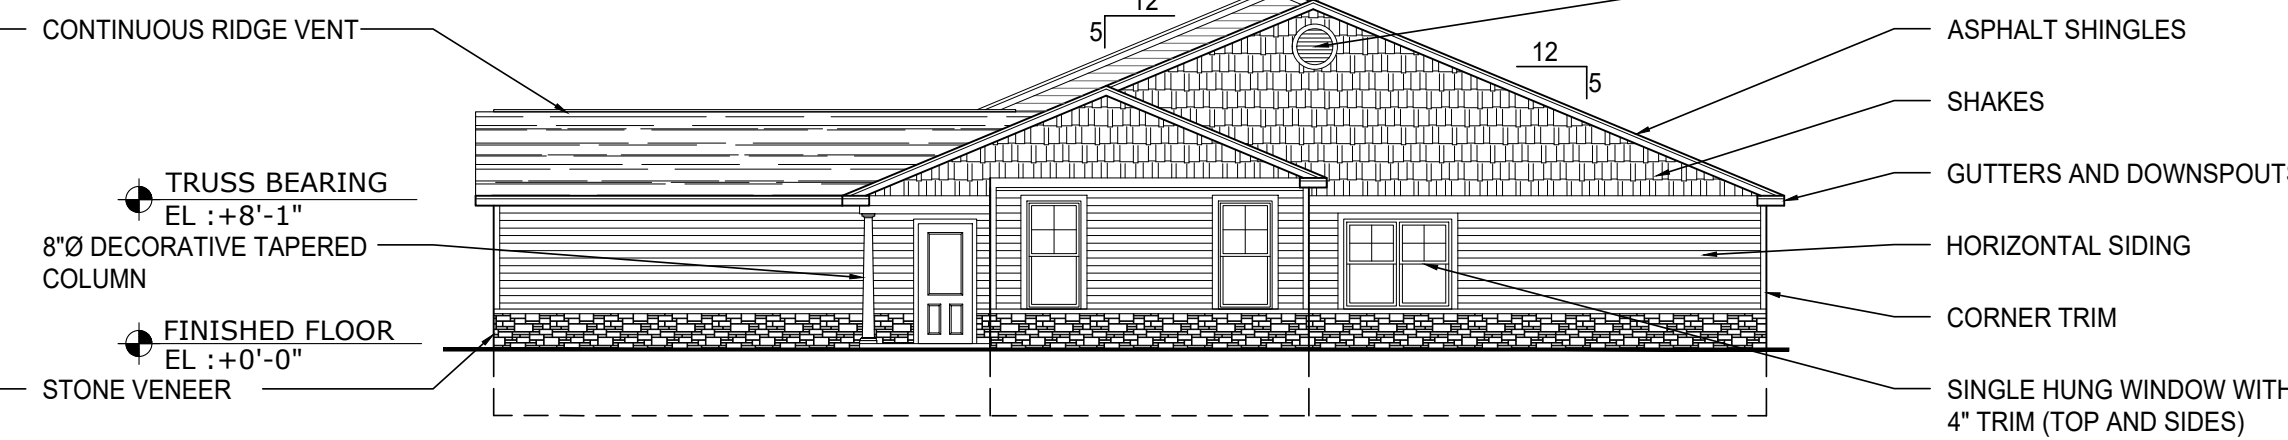 CONTINUOUS RIDGE VENT
TRUSS BEARING
EL :+8'-1"
8"Ø DECORATIVE TAPERED
COLUMN
FINISHED FLOOR
EL :+0'-0"
STONE VENEER
12
5
12
5
ASPHALT SHINGLES
SHAKES
GUTTERS AND DOWNSPOUTS
HORIZONTAL SIDING
CORNER TRIM
SINGLE HUNG WINDOW WITH
4" TRIM (TOP AND SIDES)